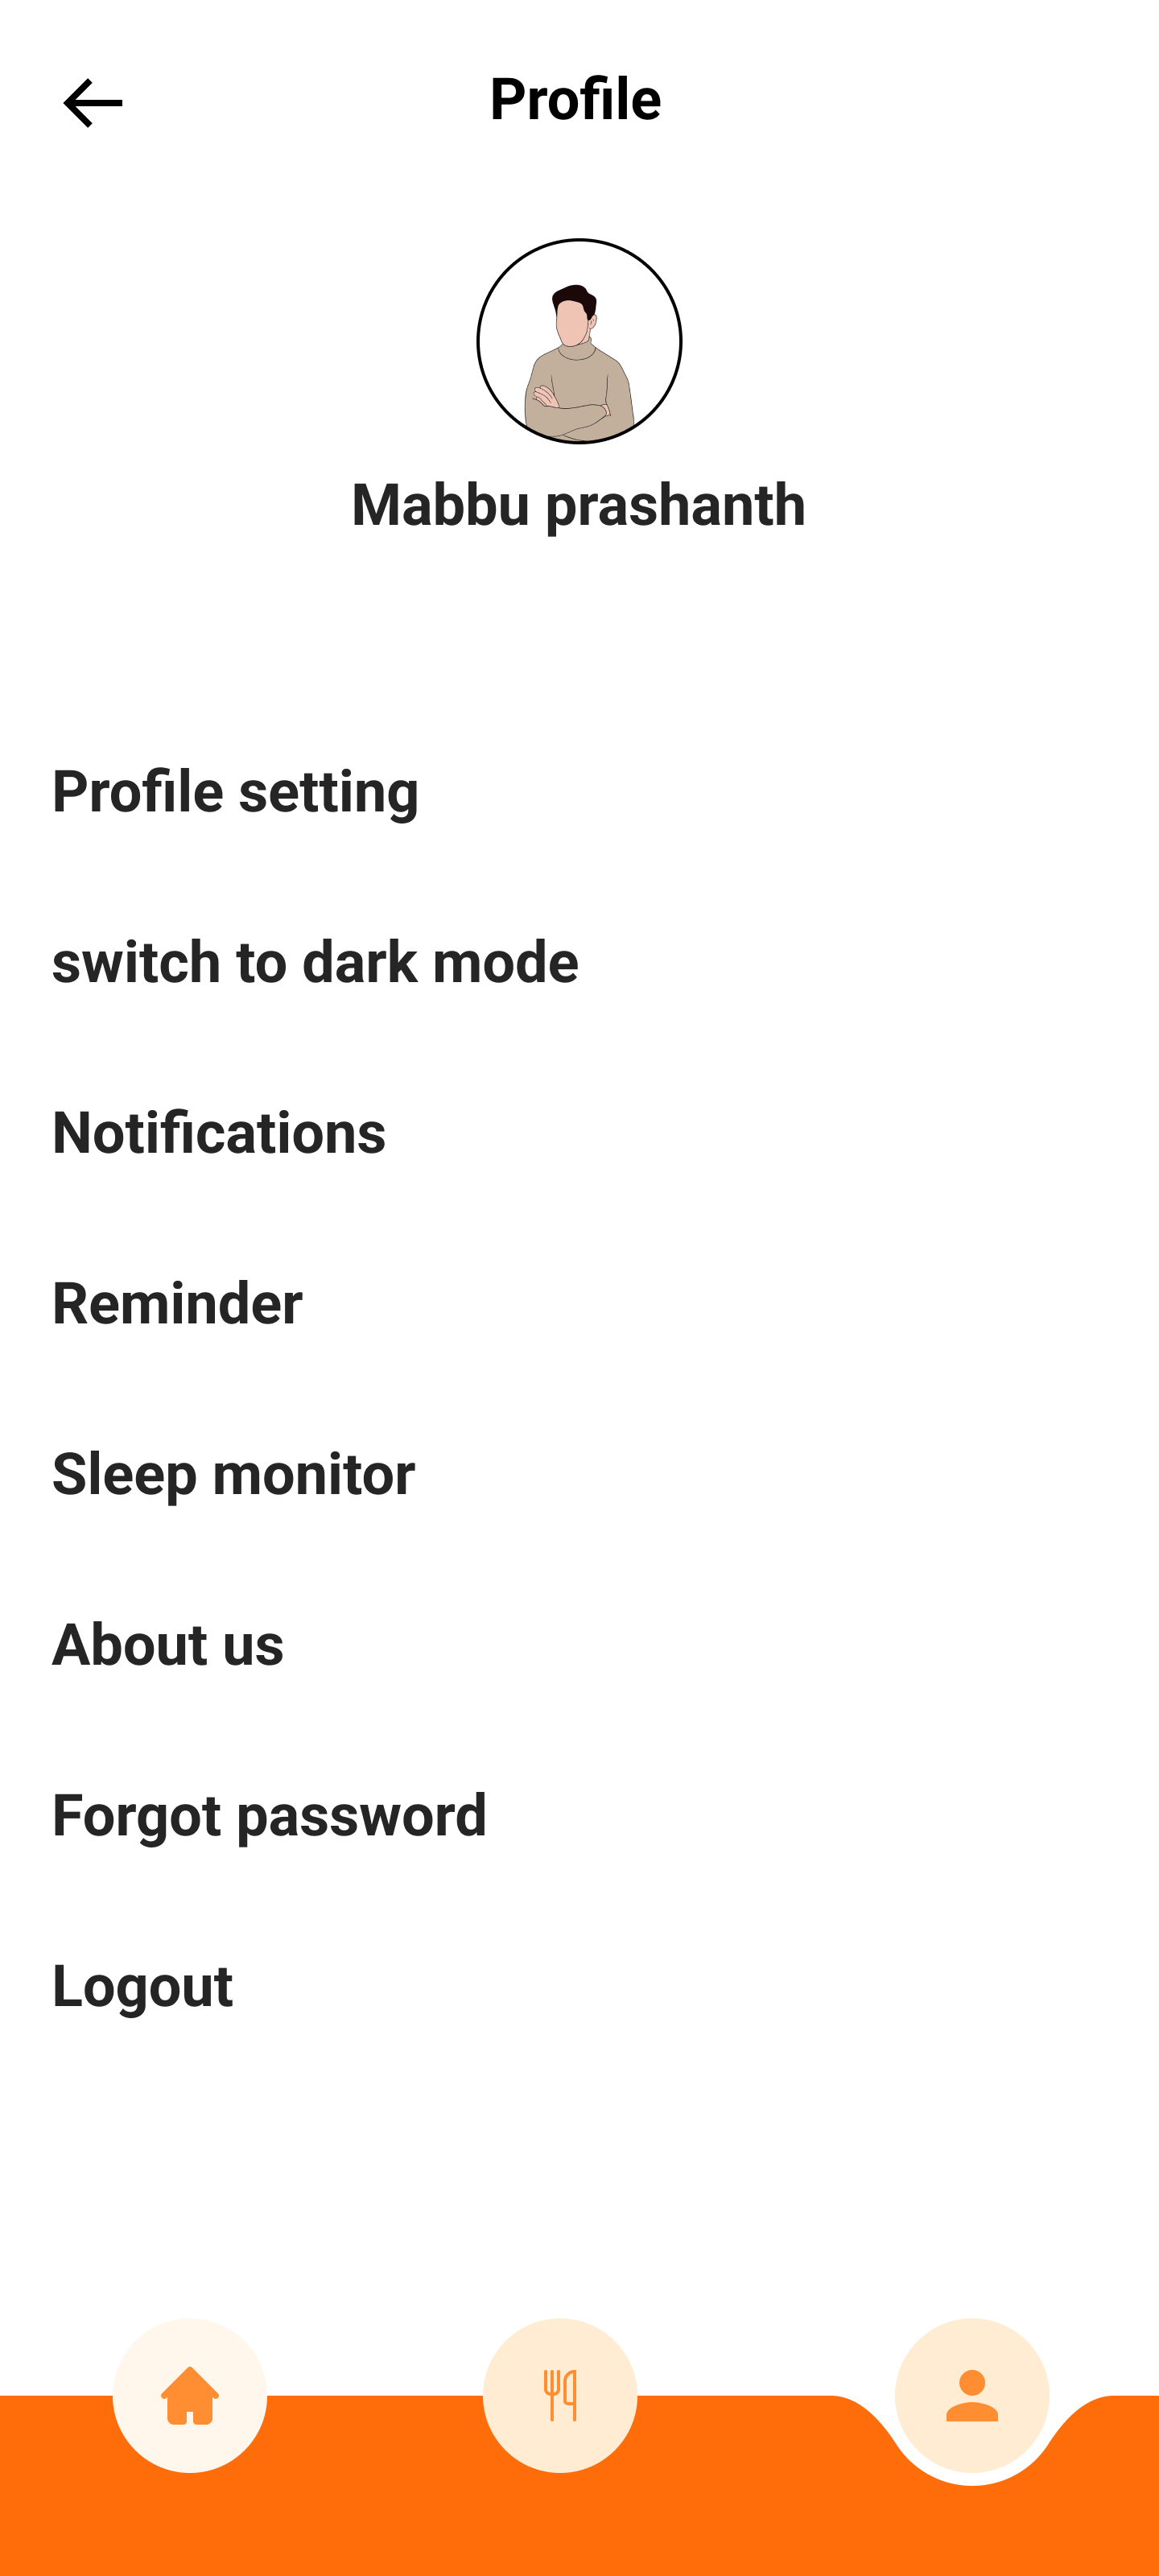 Profile
Mabbu prashanth
Profile setting
switch to dark mode
Notifications
Reminder
Sleep monitor
About us
Forgot password
Logout